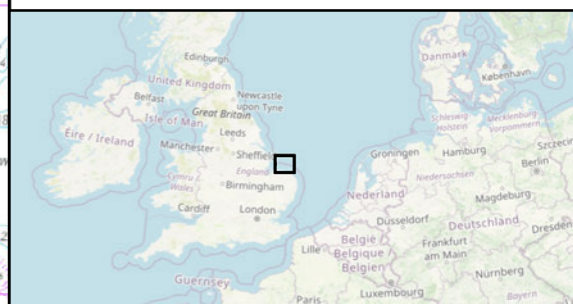 Edinburgh
Danmark
København
United Kingdom
Newcastle
upon Tyne
Belfast
Great Britain
Isle of Man
Schleswig
Holstein
Mecklenburg-
Vorpommern
Éire / Ireland
Leeds
Manchester
Sheffiel
Groningen
Hamburg
Szczecin
England
Berlin
Cymru /
Wales
Birmingham
Niedersachsen
Nederland
Magdeburg
Cardiff
London
Düsseldorf
Deutschland
Dresden
Lille
België /
Belgique /
Belgien
Frankfurt
am Main
Guernsey
Nürnberg
Paris
Luxembourg
Bayern